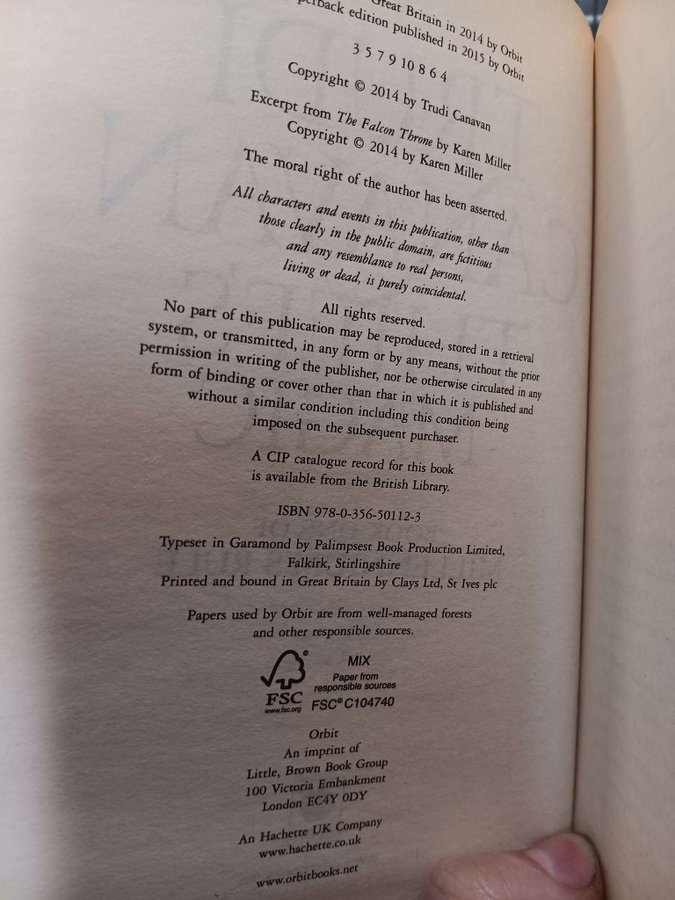 Great Britain in 2014 by Orbit
paperback edition published in 2015 by Orbit
3 5 7 9 10 8 6 4
Copyright © 2014 by Trudi Canavan
Excerpt from The Falcon Throne by Karen Miller
Copyright © 2014 by Karen Miller
The moral right of the author has been asserted.
All characters and events in this publication, other than
those clearly in the public domain, are fictitious
and any resemblance to real persons,
living or dead, is purely coincidental.
All rights reserved.
No part of this publication may be reproduced, stored in a retrieval
system, or transmitted, in any form or by any means, without the prior
permission in writing of the publisher, nor be otherwise circulated in any
form of binding or cover other than that in which it is published and
without a similar condition including this condition being
imposed on the subsequent purchaser.
A CIP catalogue record for this book
is available from the British Library.
ISBN 978-0-356-50112-3
Typeset in Garamond by Palimpsest Book Production Limited,
Falkirk, Stirlingshire
Printed and bound in Great Britain by Clays Ltd, St Ives plc
Papers used by Orbit are from well-managed forests
and other responsible sources.
FSC®
www.fsc.org
MIX
Paper from
responsible sources
FSC® C104740
Orbit
An imprint of
Little, Brown Book Group
100 Victoria Embankment
London EC4Y 0DY
An Hachette UK Company
www.hachette.co.uk
www.orbitbooks.net